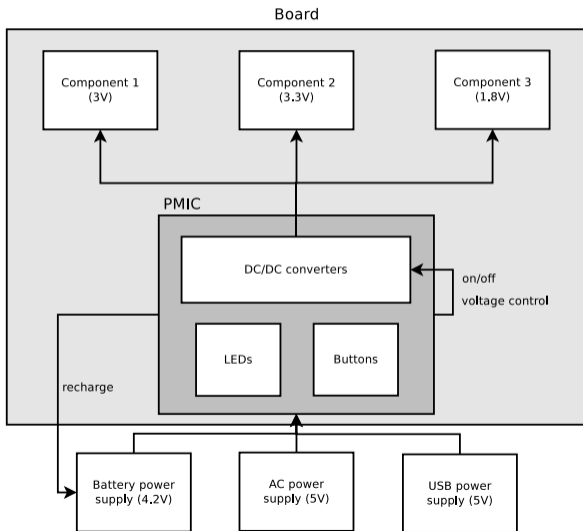 Board
Component 1
(3V)
Component 2
(3.3V)
Component 3
(1.8V)
PMIC
DC/DC converters
on/off
voltage control
LEDs
Buttons
recharge
Battery power
supply (4.2V)
AC power
supply (5V)
USB power
supply (5V)